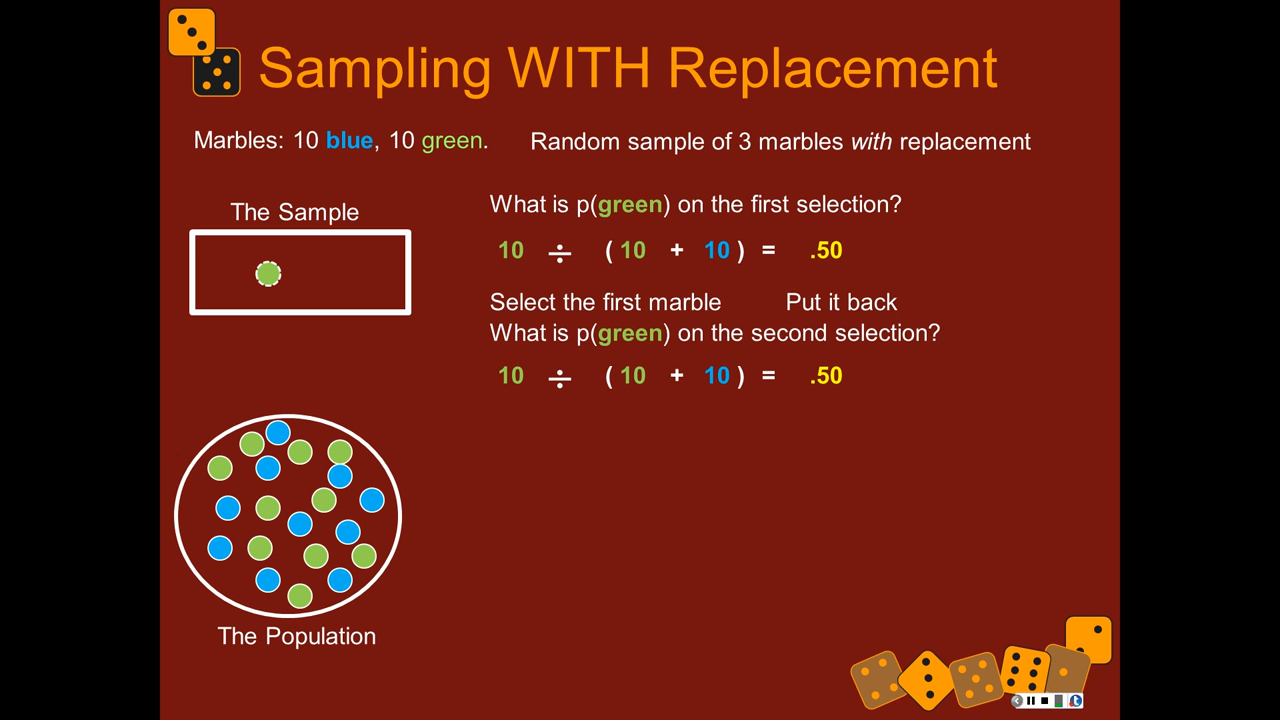 Sampling WITH Replacement
Marbles: 10 blue, 10 green.
Random sample of 3 marbles with replacement
The Sample
What is p(green) on the first selection?
10 ÷ ( 10 + 10 ) = .50
Select the first marble Put it back
What is p(green) on the second selection?
10 ÷ ( 10 + 10 ) = .50
The Population